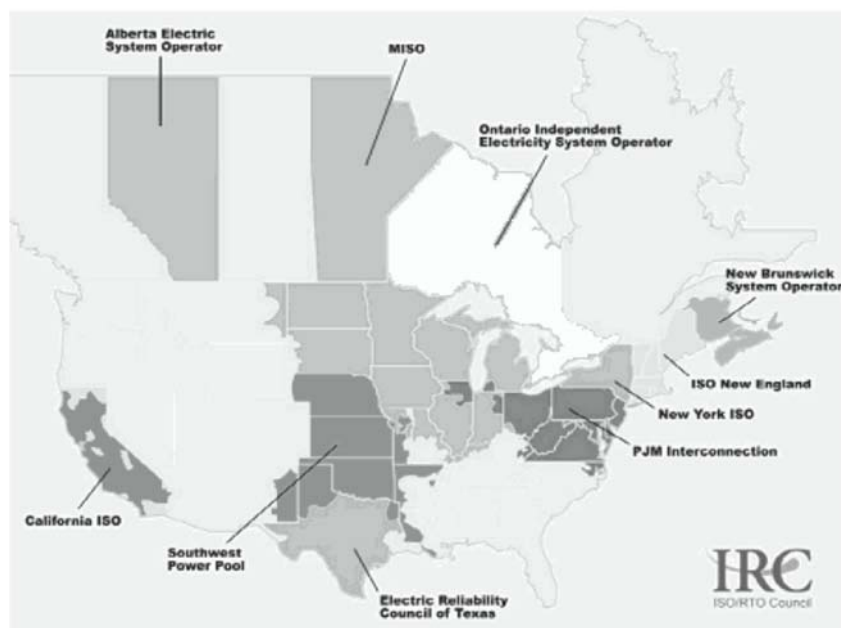 Alberta Electric
System Operator
MISO
Ontario Independent
Electricity System Operator
New Brunswick
System Operator
ISO New England
New York ISO
PJM Interconnection
California ISO
Southwest
Power Pool
Electric Reliability
Council of Texas
IRC
ISO/RTO Council